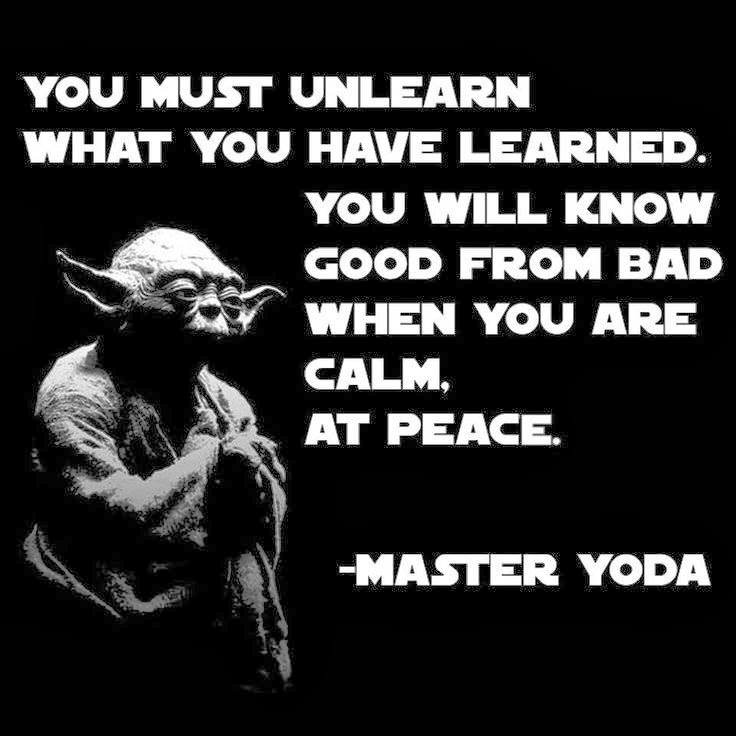 YOU MUST UNLEARN
WHAT YOU HAVE LEARNED.
YOU WILL KNOW
GOOD FROM BAD
WHEN YOU ARE
CALM,
AT PEACE.
-MASTER YODA